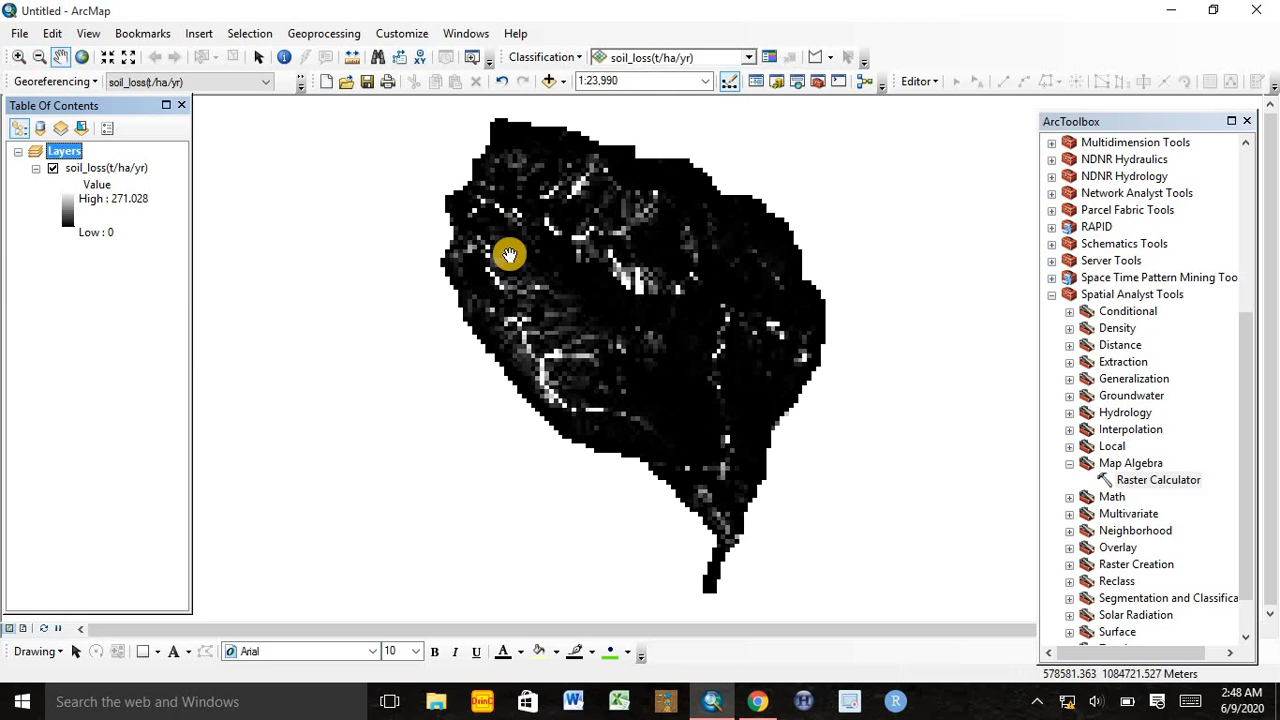 Untitled - ArcMap
File Edit View Bookmarks Insert Selection Geoprocessing Customize Windows Help
Classification soil_loss(t/ha/yr)
Georeferencing soil_loss(t/ha/yr) 1:23,990 Editor
Table Of Contents
Layers
soil_loss(t/ha/yr)
Value
High : 271.028
Low : 0
ArcToolbox
Multidimension Tools
NDNR Hydraulics
NDNR Hydrology
Network Analyst Tools
Parcel Fabric Tools
RAPID
Schematics Tools
Server Tools
Space Time Pattern Mining Too
Spatial Analyst Tools
Conditional
Density
Distance
Extraction
Generalization
Groundwater
Hydrology
Interpolation
Local
Map Algebra
Raster Calculator
Math
Multivariate
Neighborhood
Overlay
Raster Creation
Reclass
Segmentation and Classifica
Solar Radiation
Surface
Drawing A Arial 10 B I U A
578581.363 1084721.527 Meters
Search the web and Windows
2:48 AM
6/9/2020